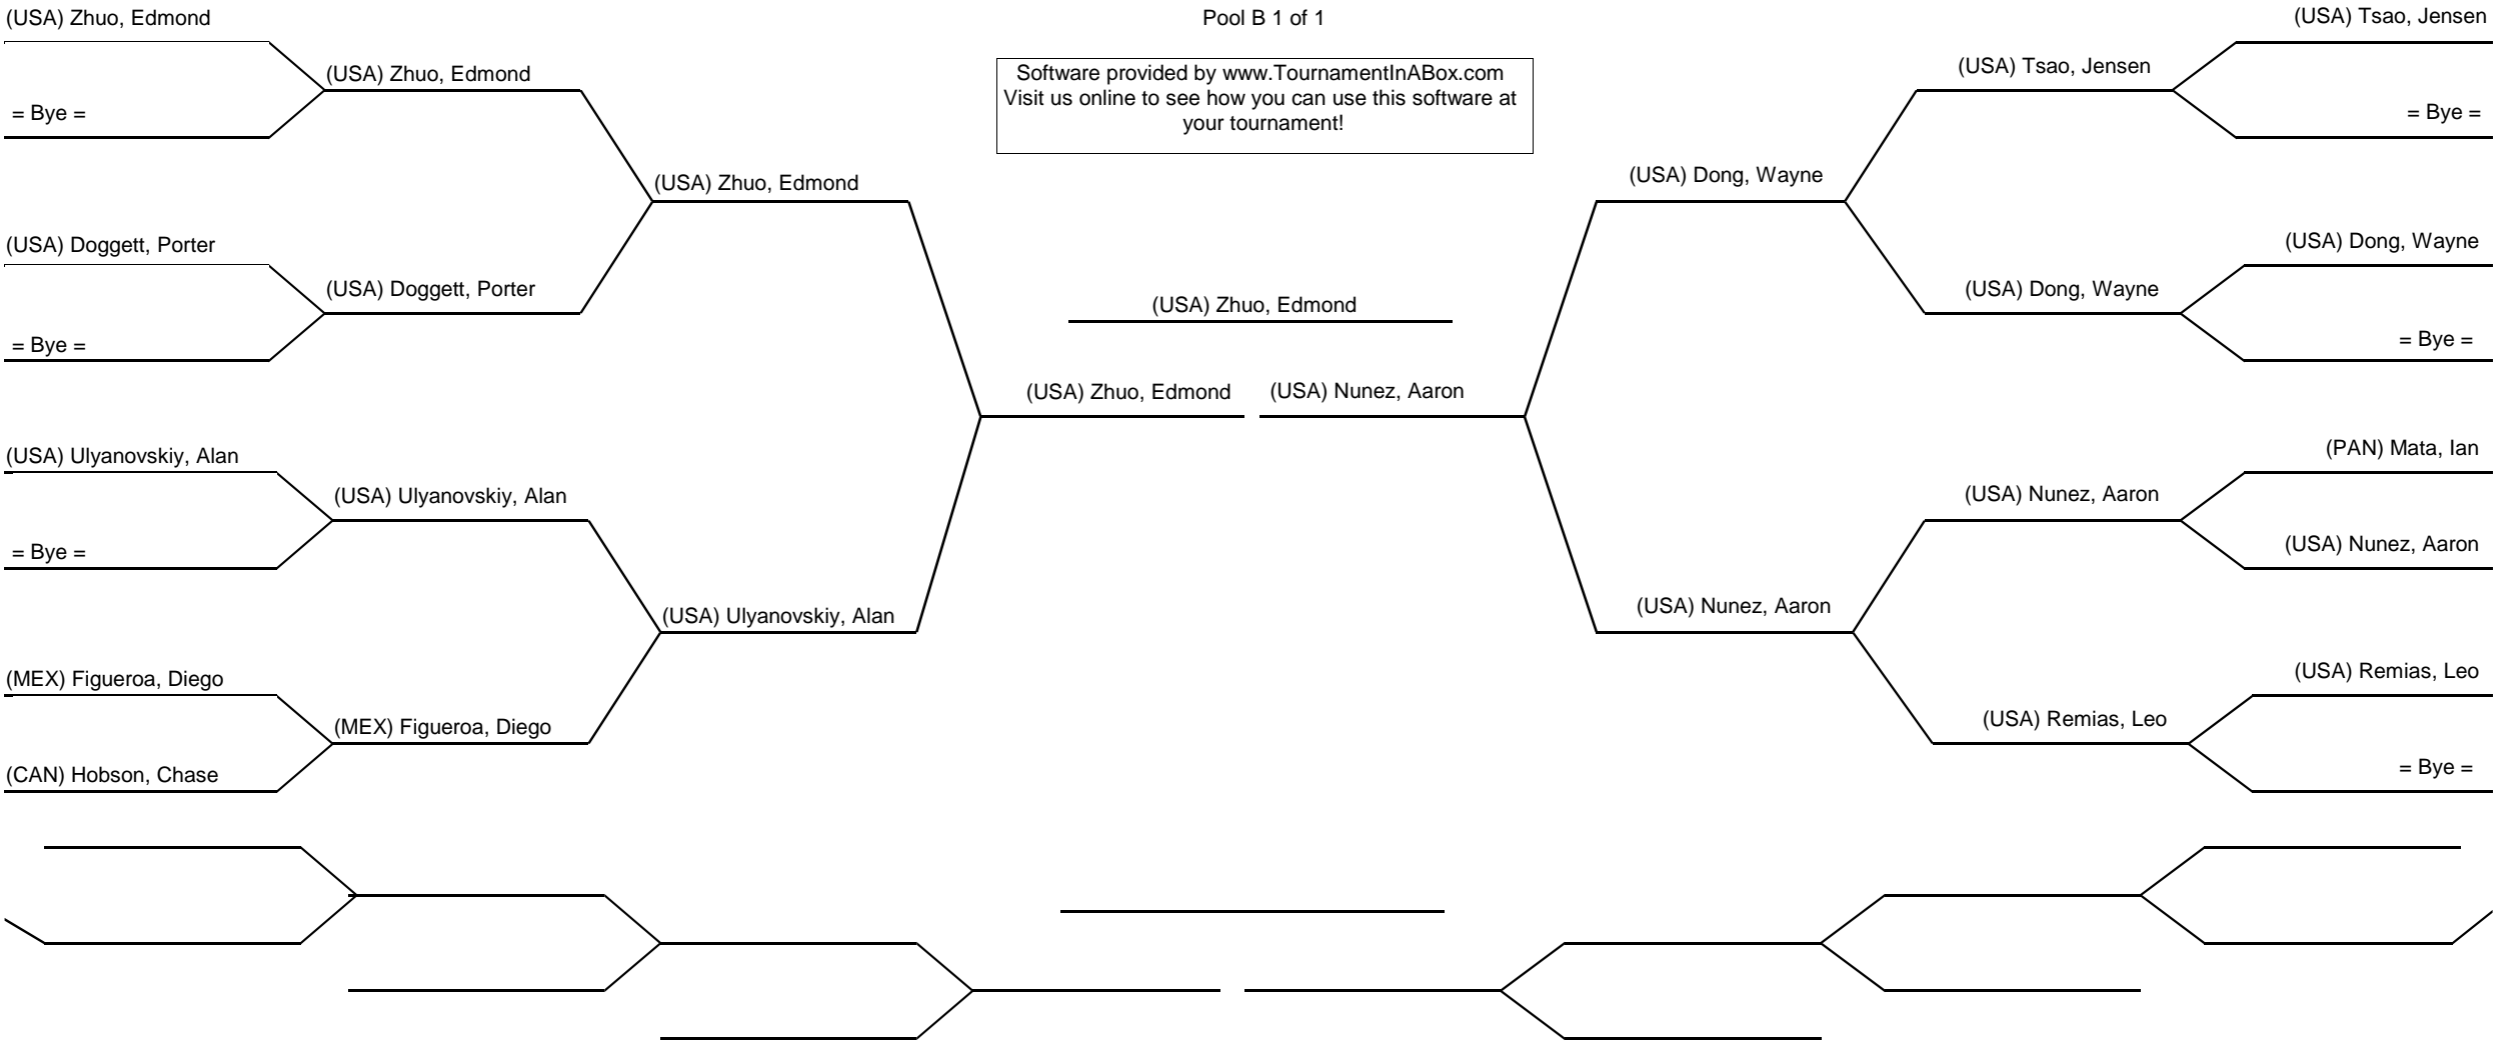 (USA) Zhuo, Edmond
Pool B 1 of 1
(USA) Tsao, Jensen
(USA) Zhuo, Edmond
Software provided by www.TournamentInABox.com
Visit us online to see how you can use this software at
your tournament!
(USA) Tsao, Jensen
= Bye =
= Bye =
(USA) Zhuo, Edmond
(USA) Dong, Wayne
(USA) Doggett, Porter
(USA) Dong, Wayne
(USA) Doggett, Porter
(USA) Zhuo, Edmond
(USA) Dong, Wayne
= Bye =
= Bye =
(USA) Zhuo, Edmond
(USA) Nunez, Aaron
(USA) Ulyanovskiy, Alan
(PAN) Mata, Ian
(USA) Ulyanovskiy, Alan
(USA) Nunez, Aaron
= Bye =
(USA) Nunez, Aaron
(USA) Ulyanovskiy, Alan
(USA) Nunez, Aaron
(MEX) Figueroa, Diego
(USA) Remias, Leo
(MEX) Figueroa, Diego
(USA) Remias, Leo
(CAN) Hobson, Chase
= Bye =